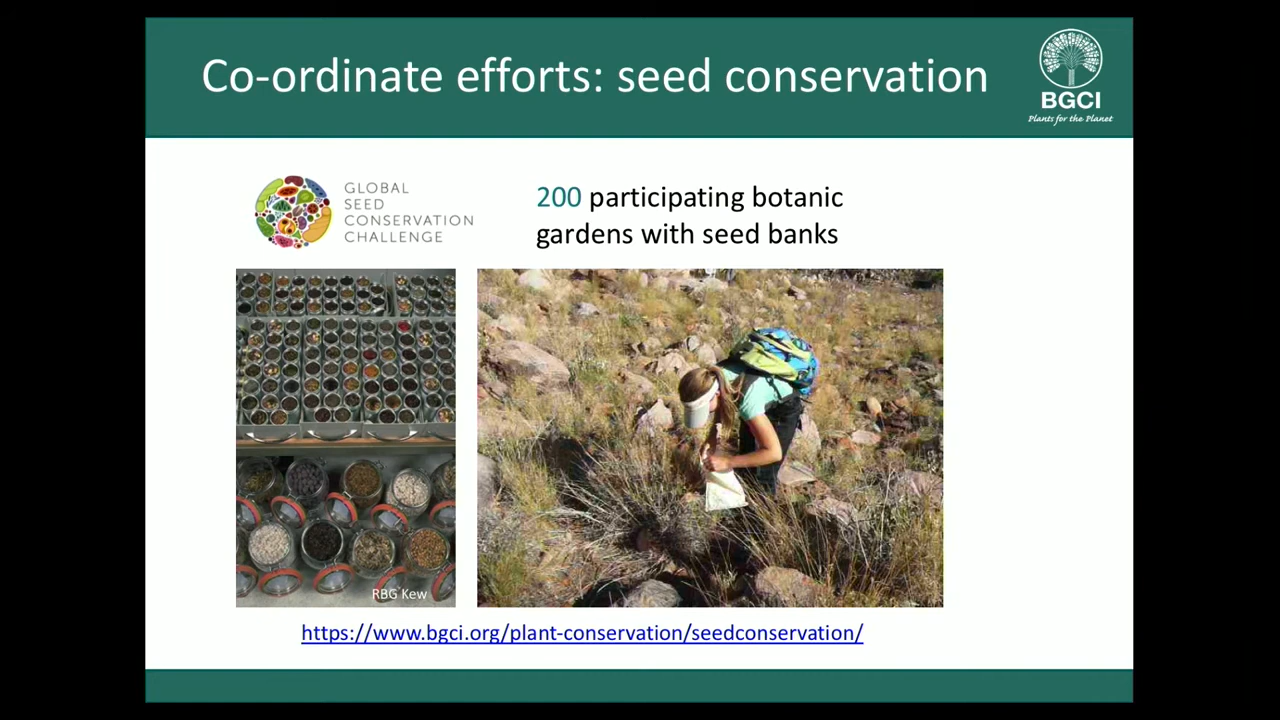 Co-ordinate efforts: seed conservation
BGCI
Plants for the Planet
GLOBAL
SEED
CONSERVATION
CHALLENGE
200 participating botanic
gardens with seed banks
RBG Kew
https://www.bgci.org/plant-conservation/seedconservation/